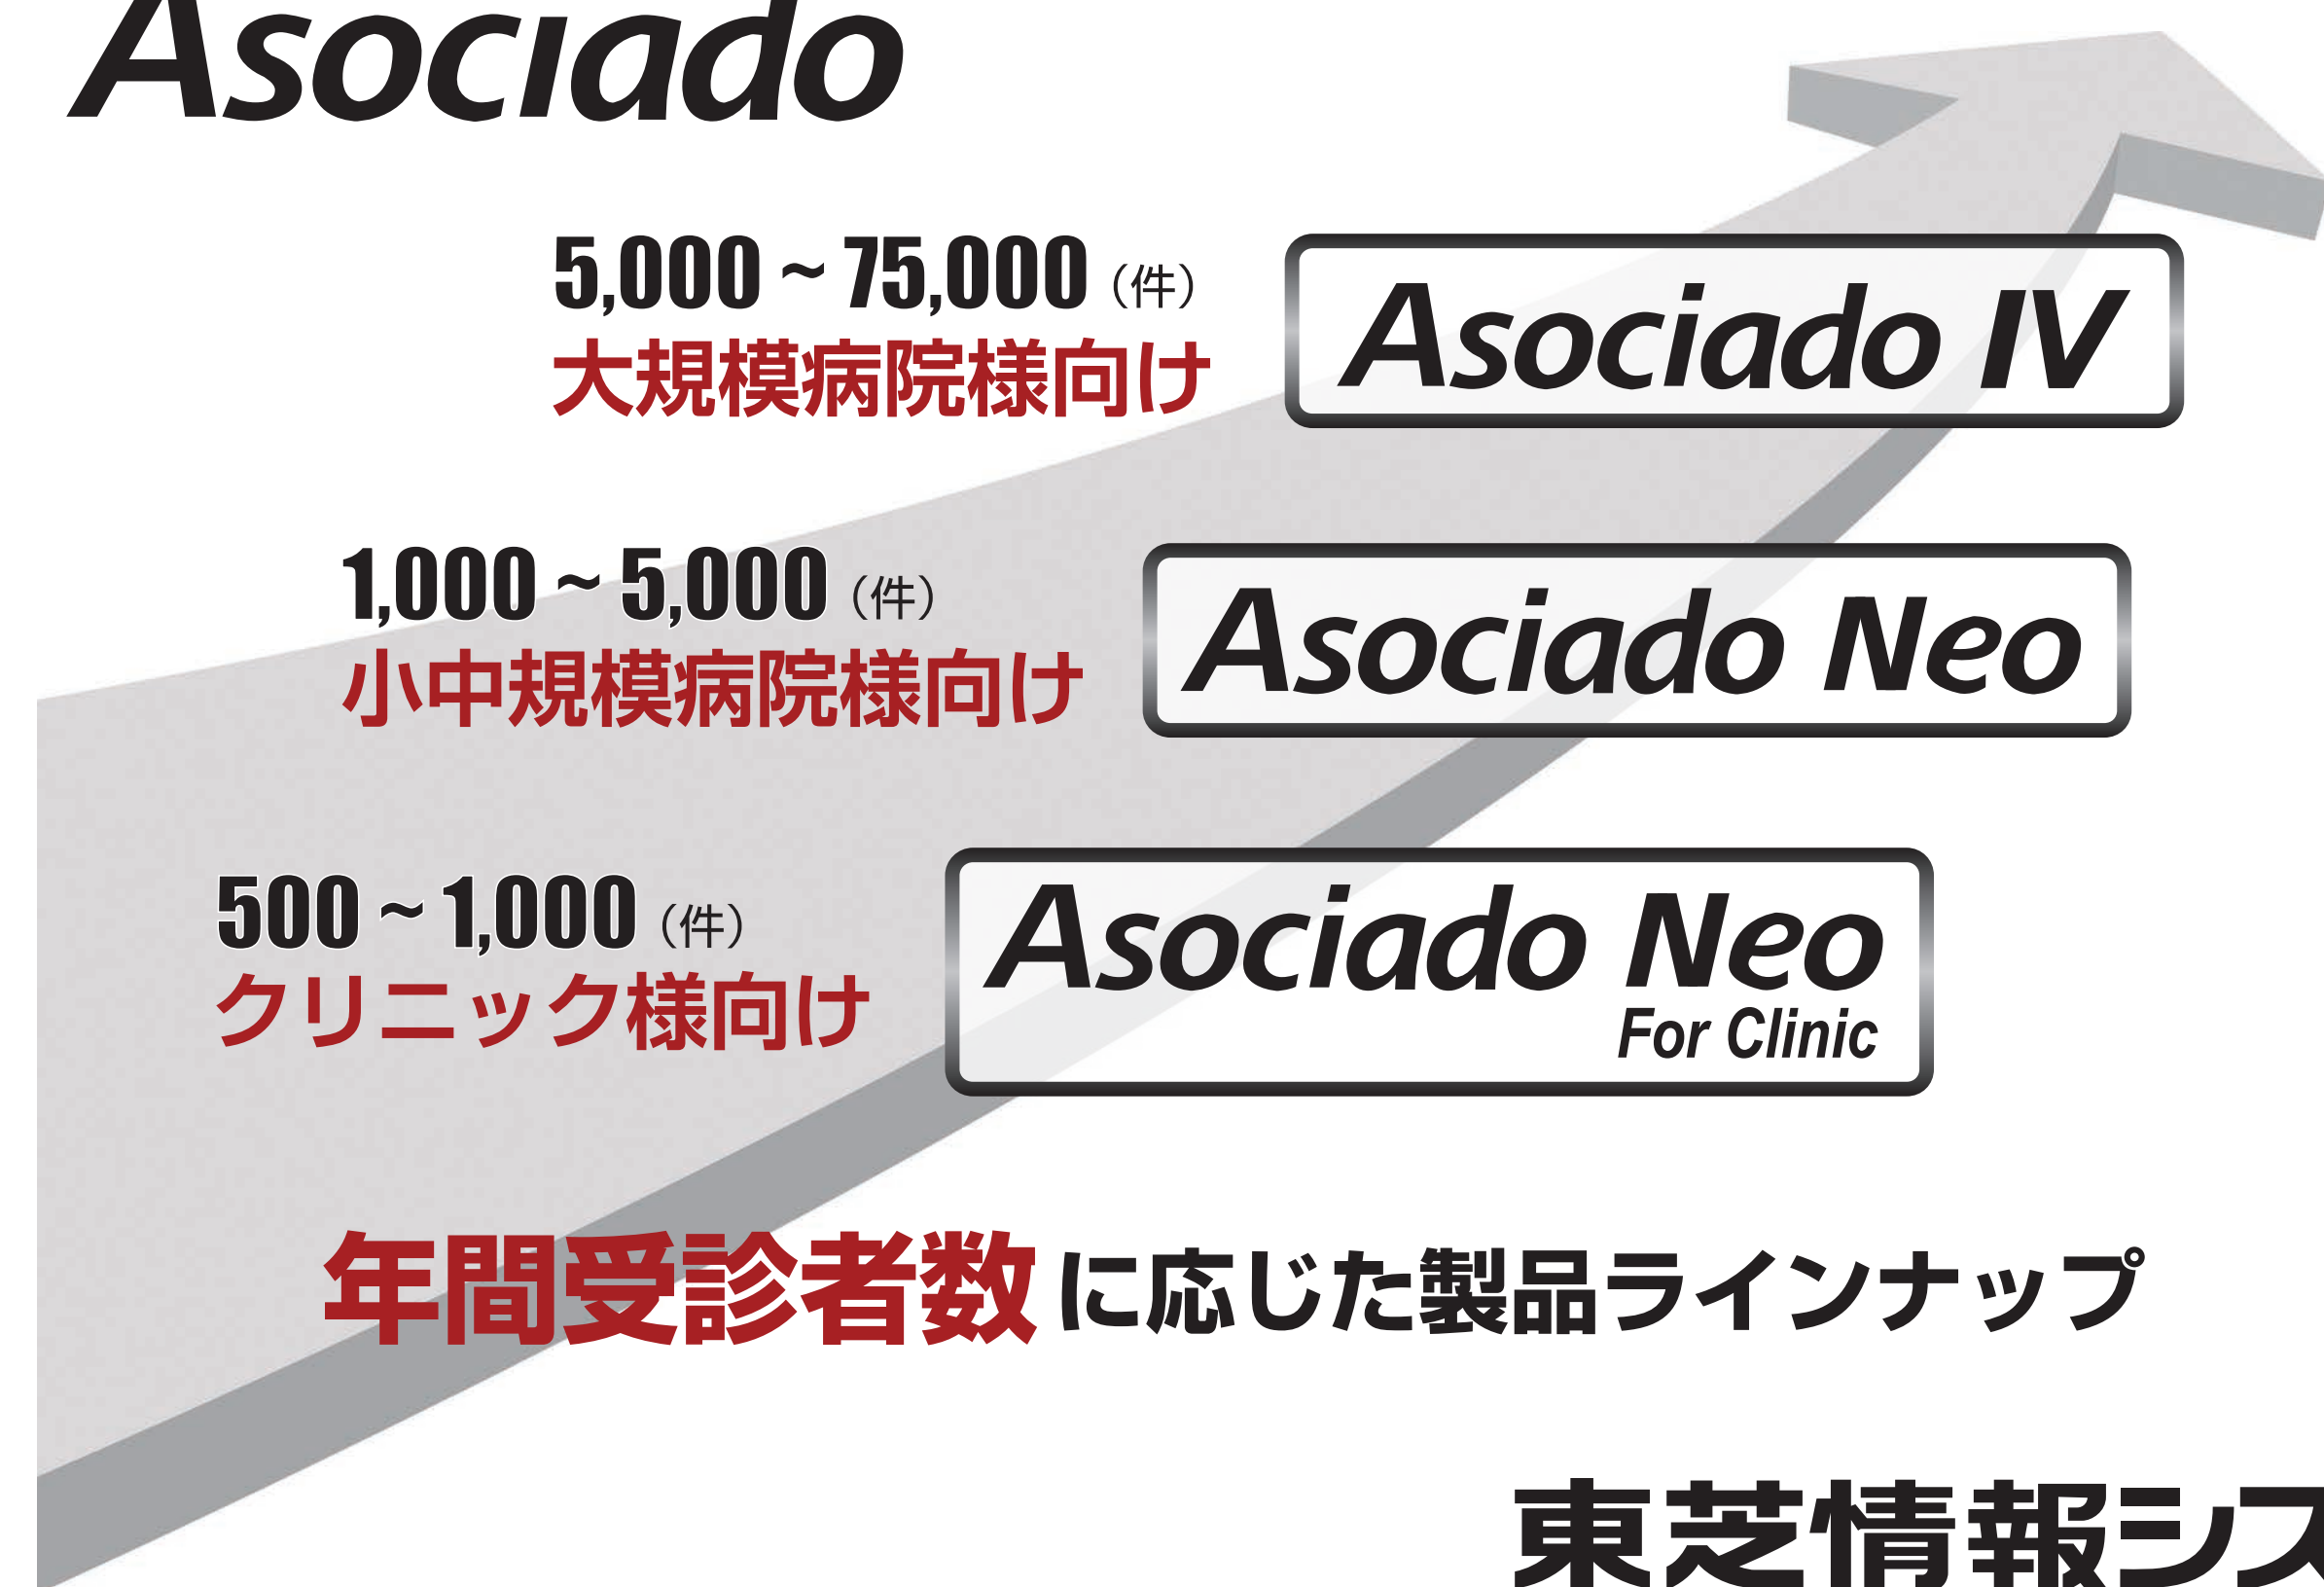 Asociado
5,000 ~ 75,000 （件）
大規模病院様向け
Asociado IV
1,000 ~ 5,000 （件）
小中規模病院様向け
Asociado Neo
500 ~ 1,000 （件）
クリニック様向け
Asociado Neo
For Clinic
年間受診者数に応じた製品ラインナップ
東芝情報シス